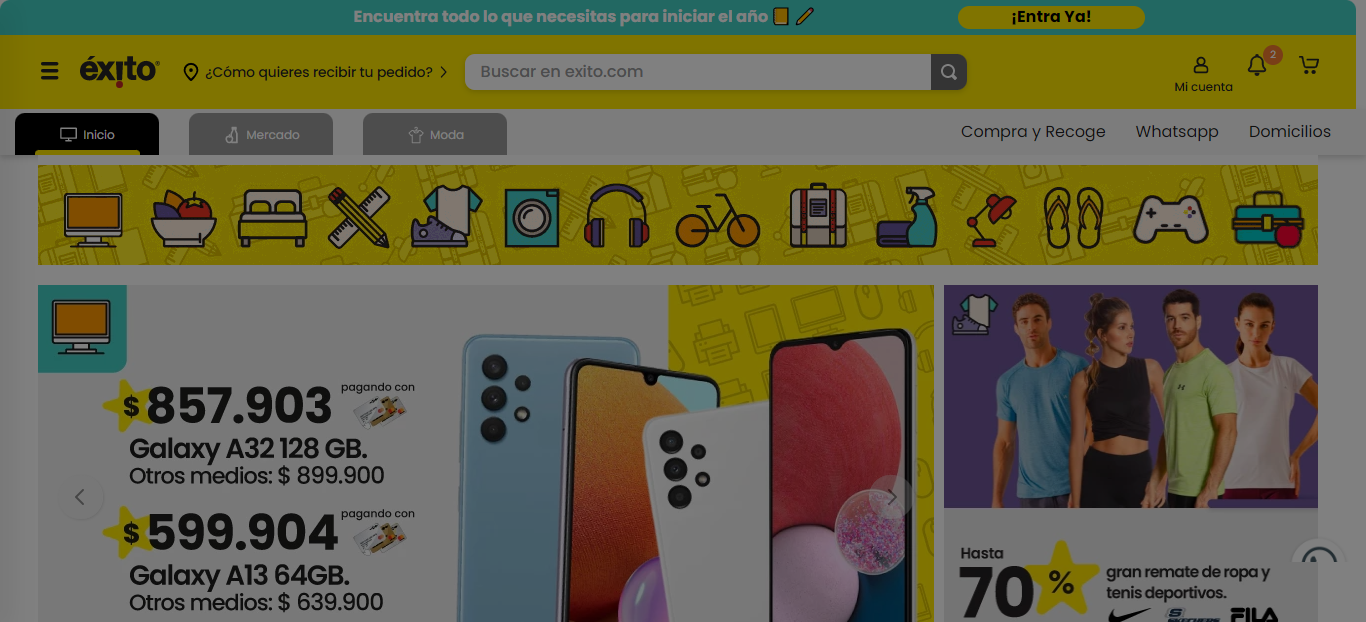 Encuentra todo lo que necesitas para iniciar el año
¡Entra Ya!
éxito
¿Cómo quieres recibir tu pedido?
Buscar en exito.com
Mi cuenta
2
Inicio
Mercado
Moda
Compra y Recoge
Whatsapp
Domicilios
$857.903
pagando con
Galaxy A32 128 GB.
Otros medios: $ 899.900
$599.904
pagando con
Galaxy A13 64GB.
Otros medios: $ 639.900
Hasta
70%
gran remate de ropa y
tenis deportivos.
SKECHERS
FILA